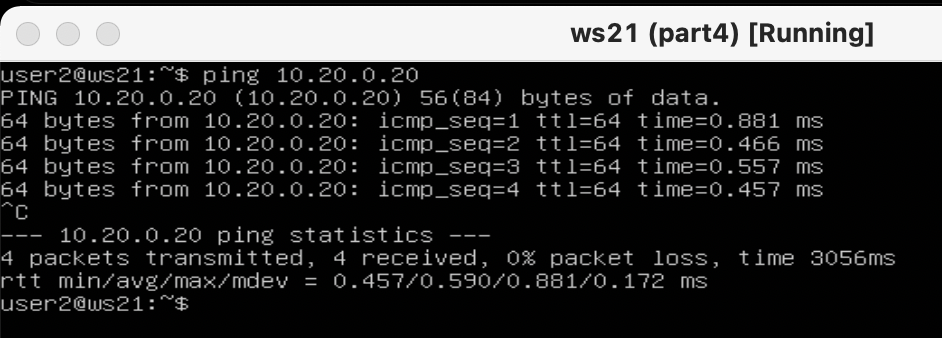 ws21 (part4) [Running]
user2@ws21:~$ ping 10.20.0.20
PING 10.20.0.20 (10.20.0.20) 56(84) bytes of data.
64 bytes from 10.20.0.20: icmp_seq=1 ttl=64 time=0.881 ms
64 bytes from 10.20.0.20: icmp_seq=2 ttl=64 time=0.466 ms
64 bytes from 10.20.0.20: icmp_seq=3 ttl=64 time=0.557 ms
64 bytes from 10.20.0.20: icmp_seq=4 ttl=64 time=0.457 ms
^C
--- 10.20.0.20 ping statistics ---
4 packets transmitted, 4 received, 0% packet loss, time 3056ms
rtt min/avg/max/mdev = 0.457/0.590/0.881/0.172 ms
user2@ws21:~$